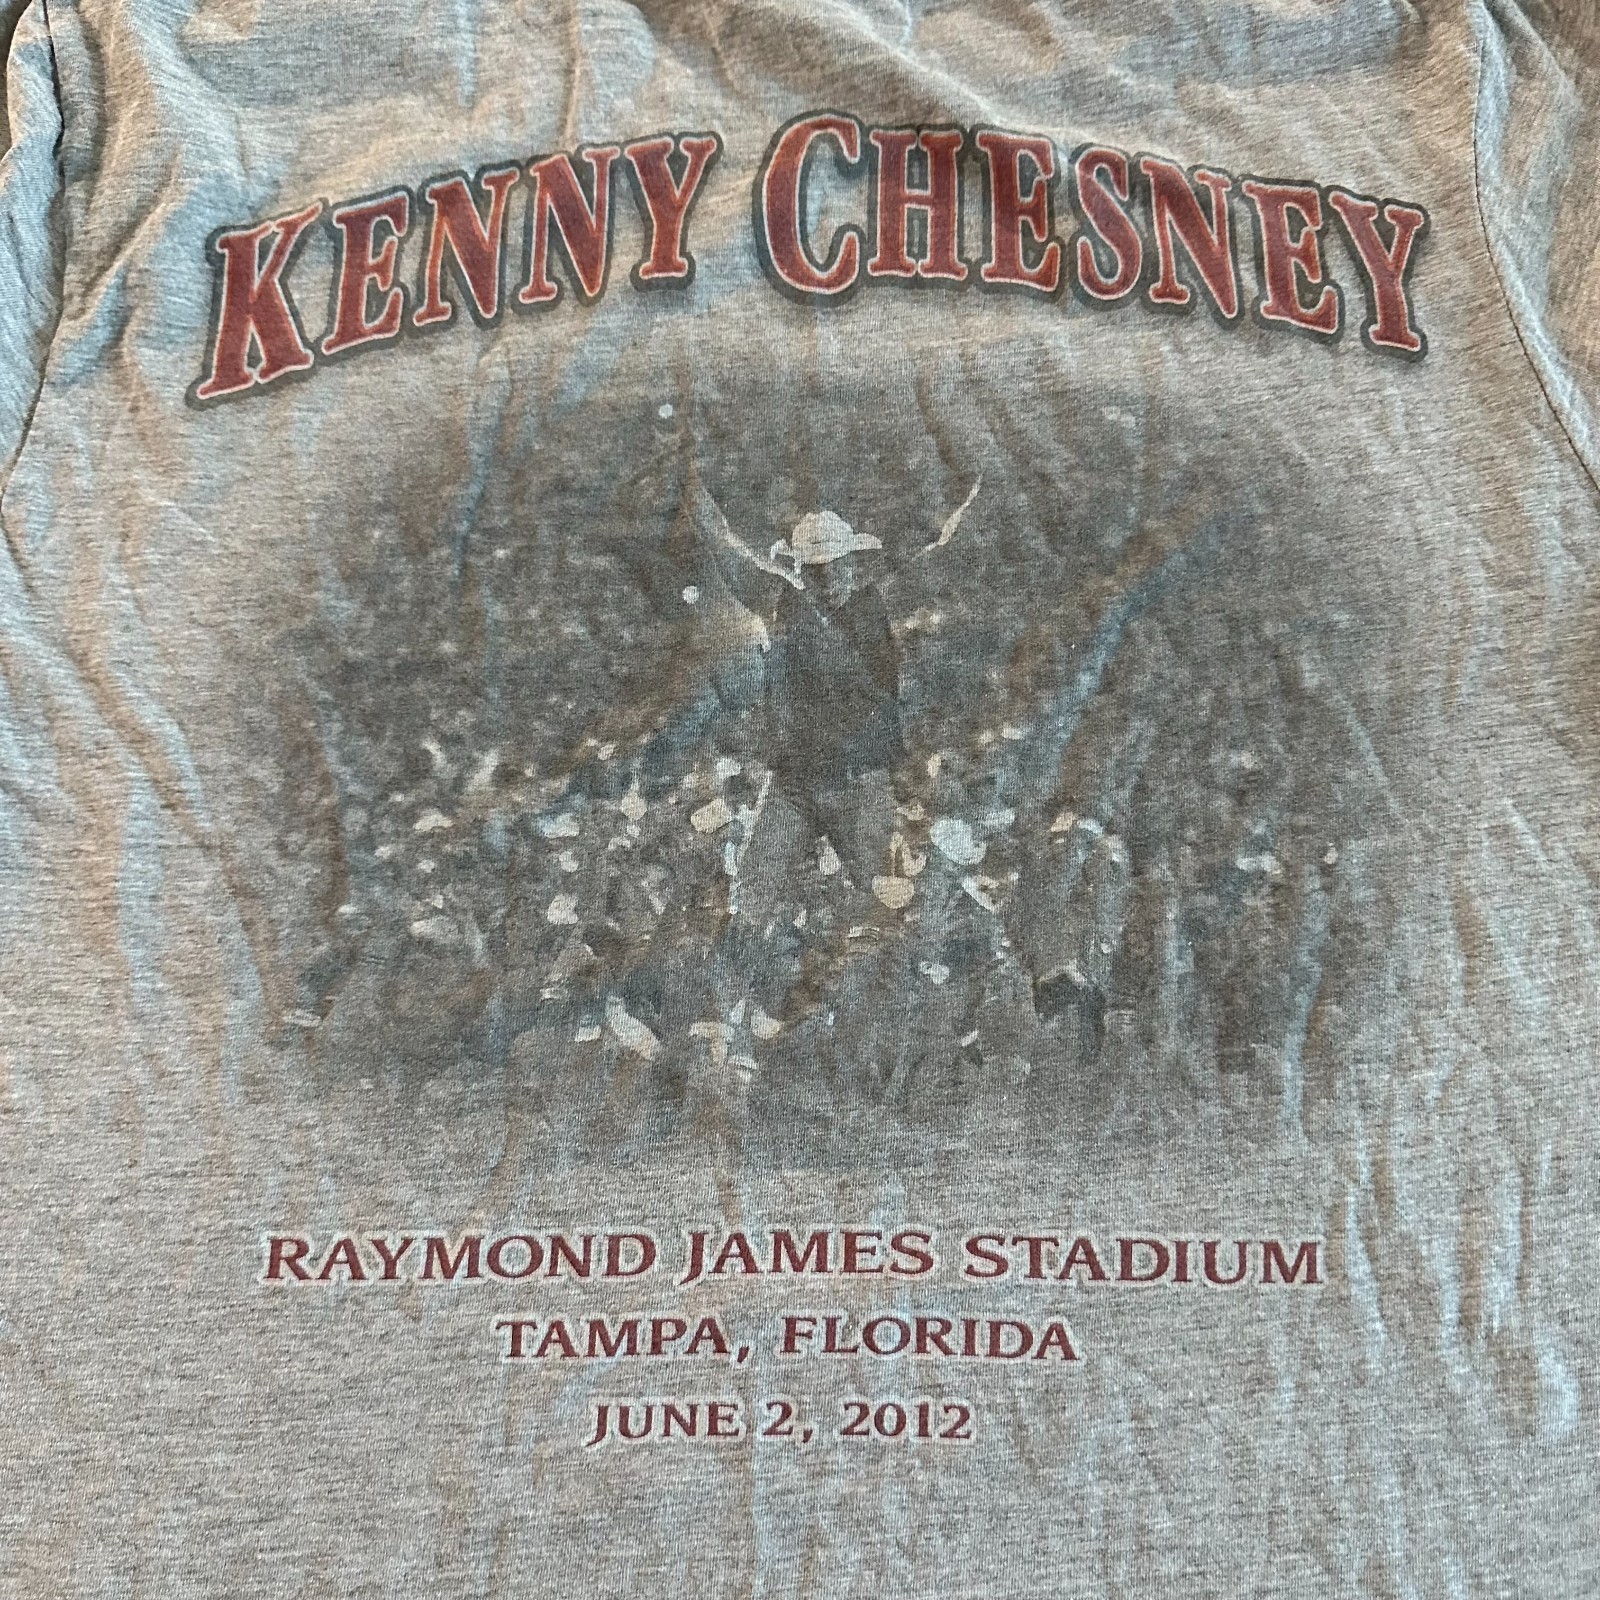 KENNY CHESNEY
RAYMOND JAMES STADIUM
TAMPA, FLORIDA
JUNE 2, 2012